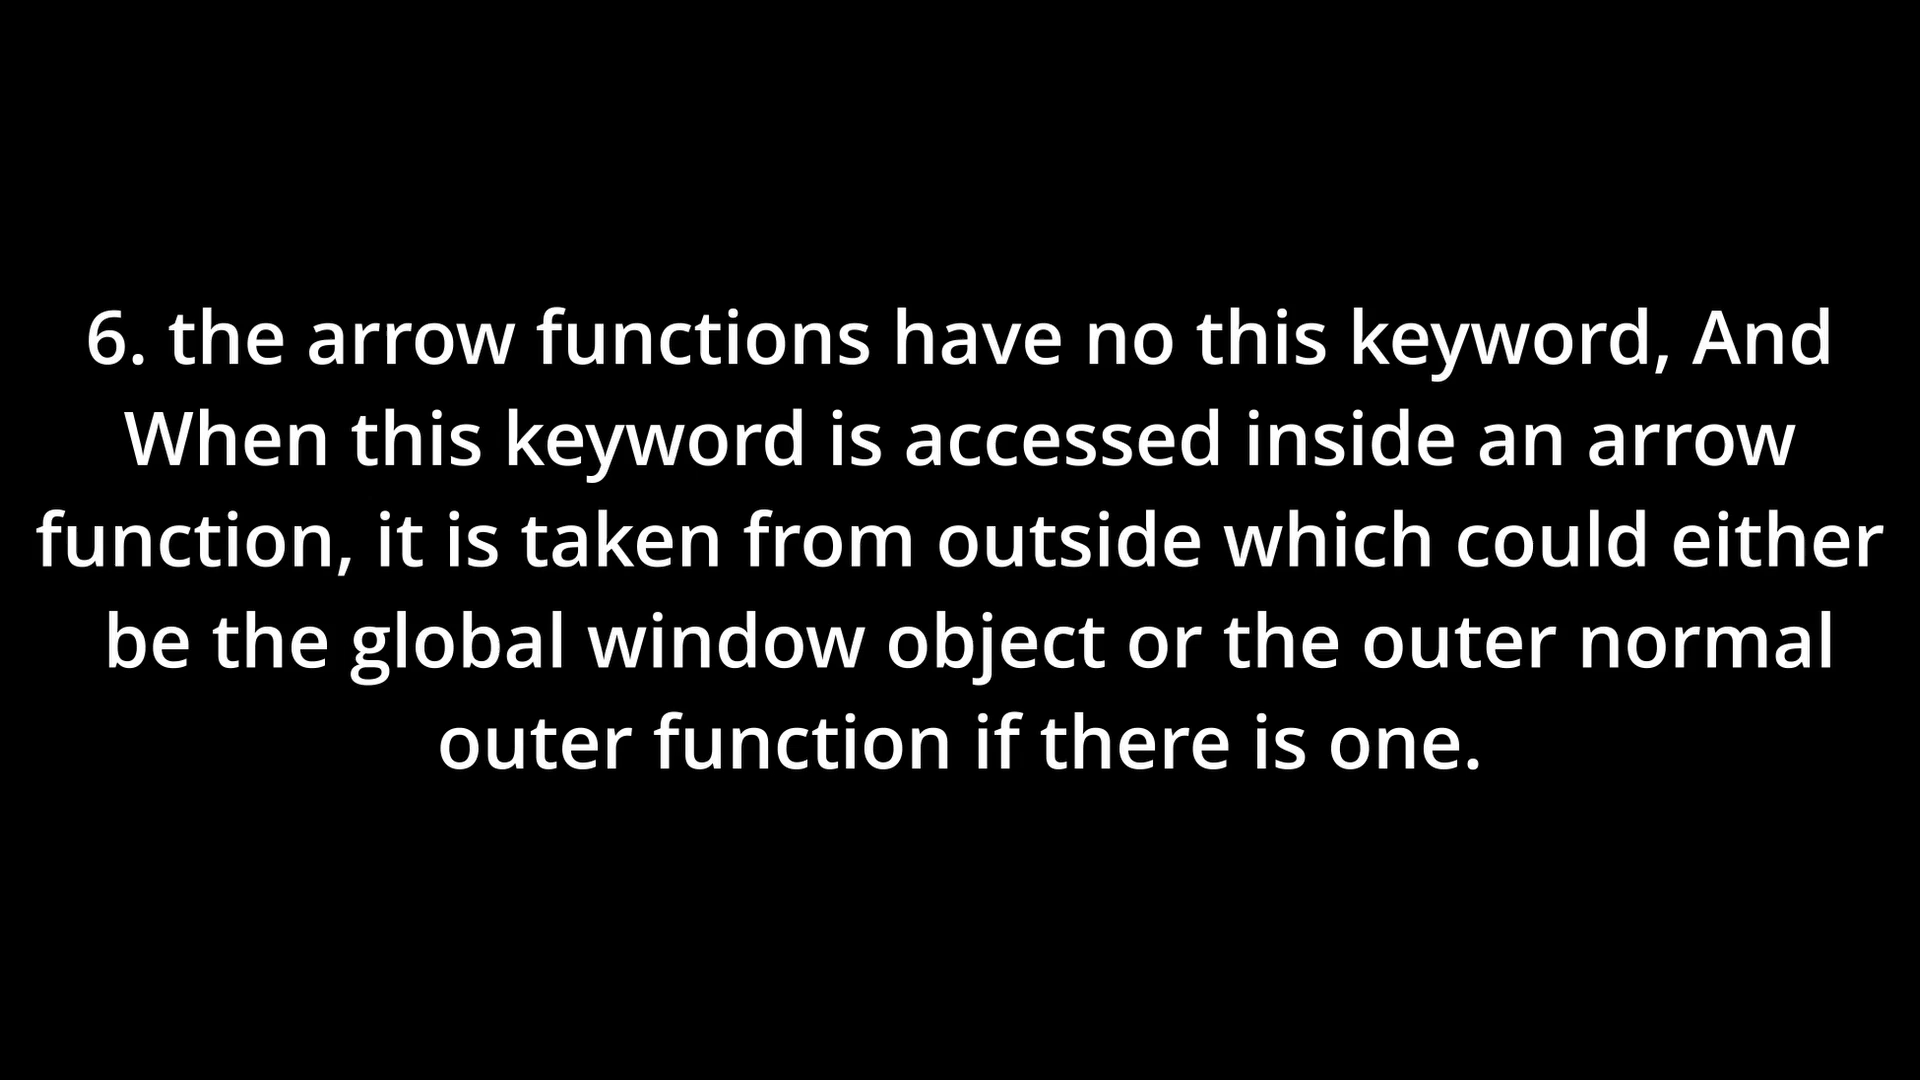 6. the arrow functions have no this keyword, And
When this keyword is accessed inside an arrow
function, it is taken from outside which could either
be the global window object or the outer normal
outer function if there is one.